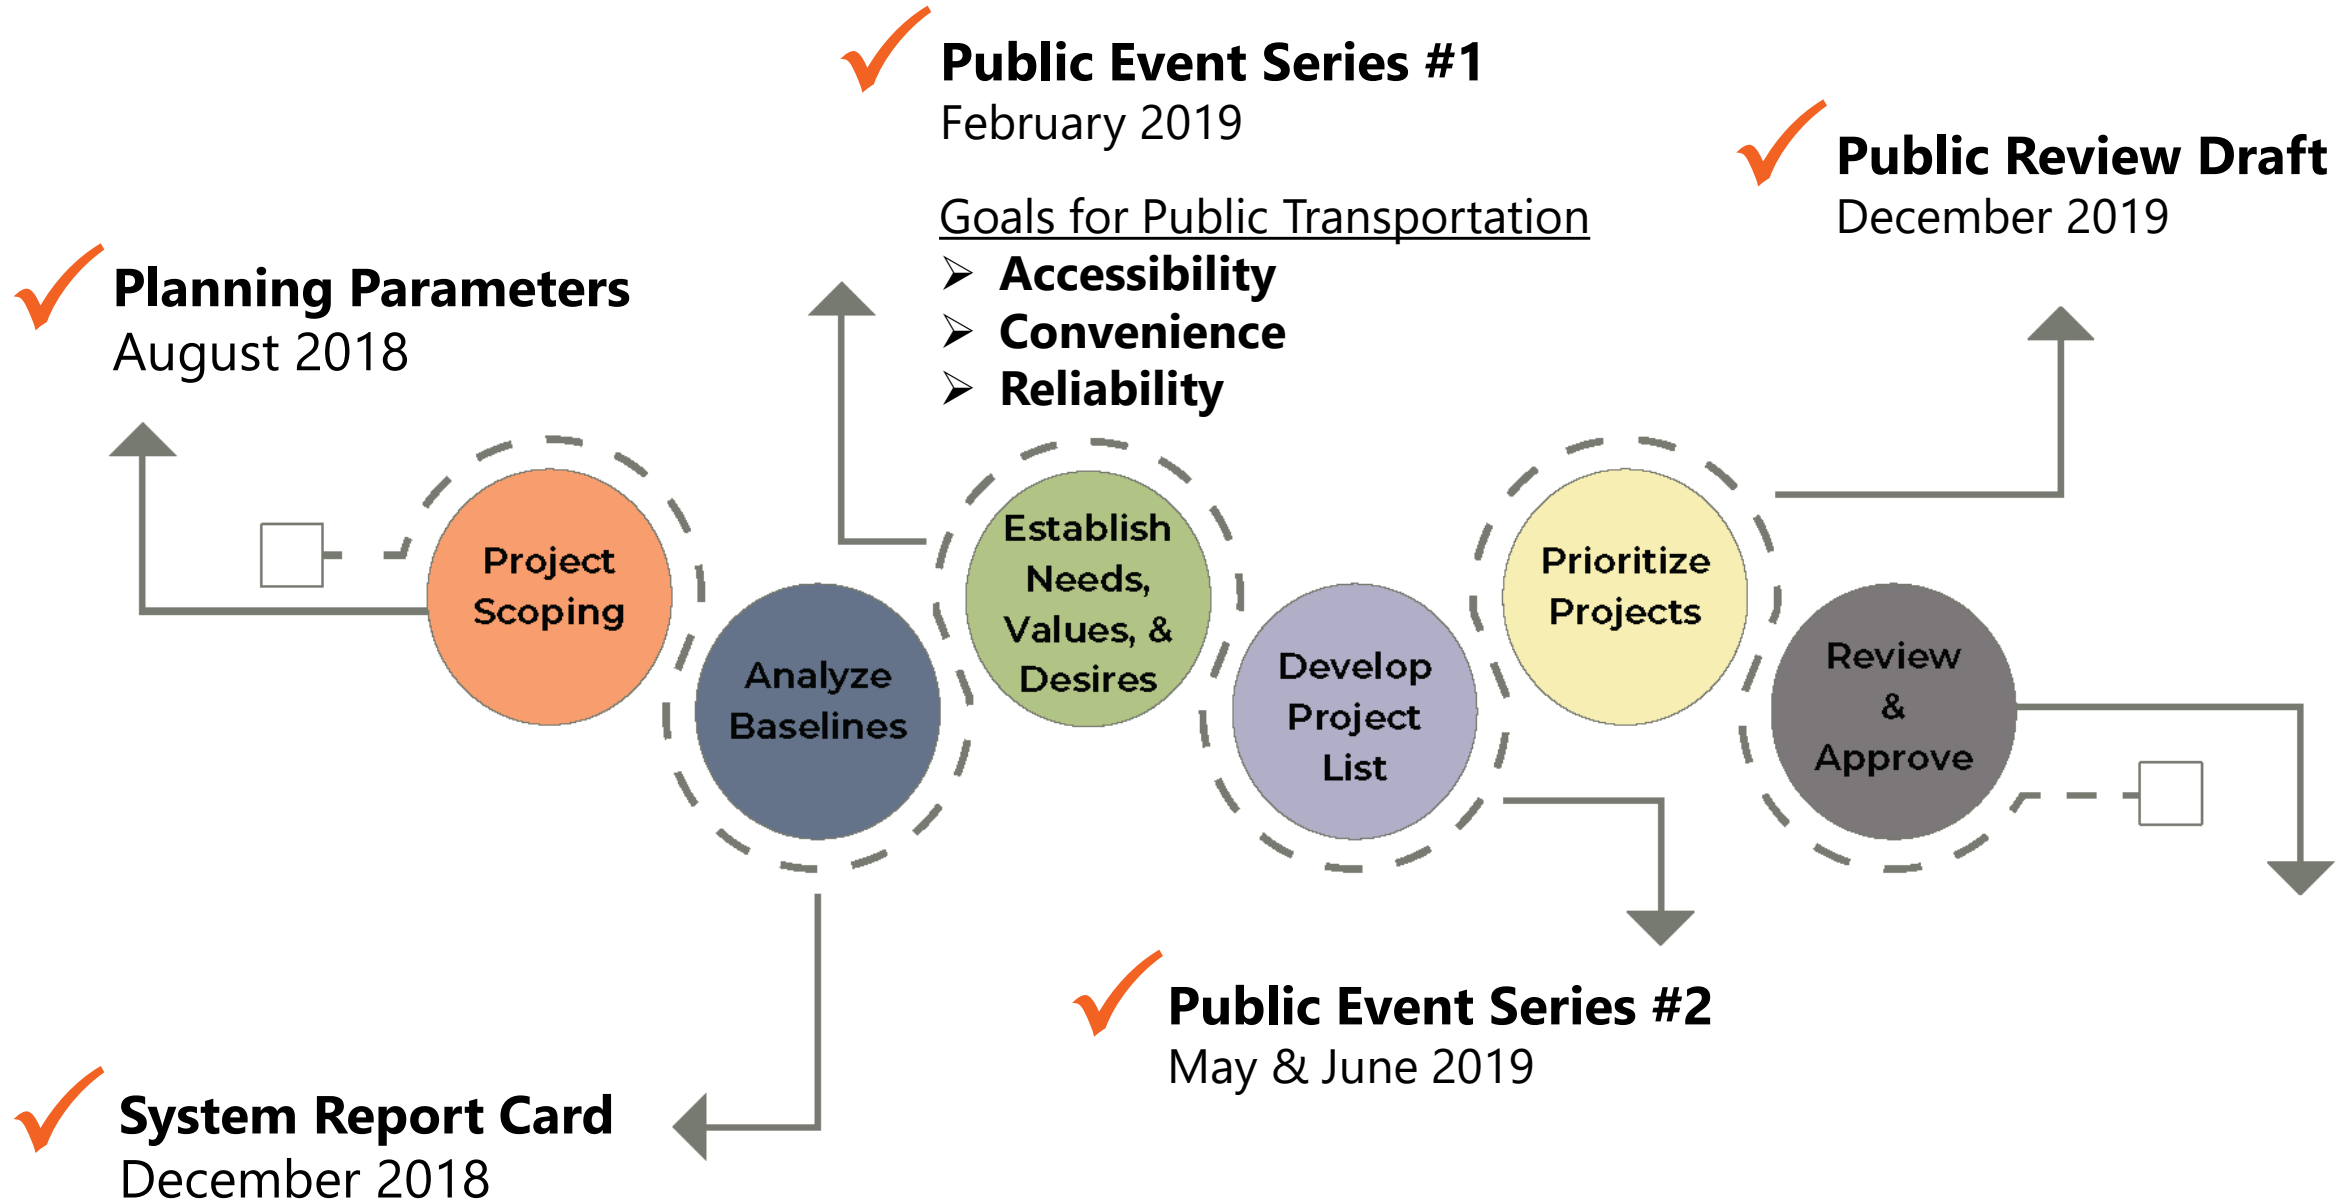 Public Event Series #1
February 2019
Goals for Public Transportation
➢ Accessibility
➢ Convenience
➢ Reliability
Public Review Draft
December 2019
Planning Parameters
August 2018
Project
Scoping
Analyze
Baselines
Establish
Needs,
Values, &
Desires
Develop
Project
List
Prioritize
Projects
Review
&
Approve
Public Event Series #2
May & June 2019
System Report Card
December 2018